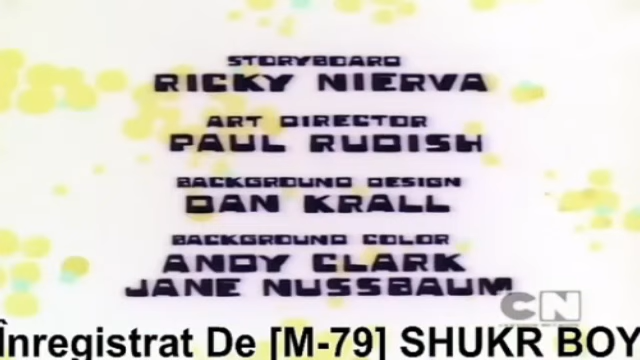 STORYBOARD
RICKY NIERVA
ART DIRECTOR
PAUL RUDISH
BACKGROUND DESIGN
DAN KRALL
BACKGROUND COLOR
ANDY CLARK
JANE NUSSBAUM
CN
Înregistrat De [M-79] SHUKR BOY